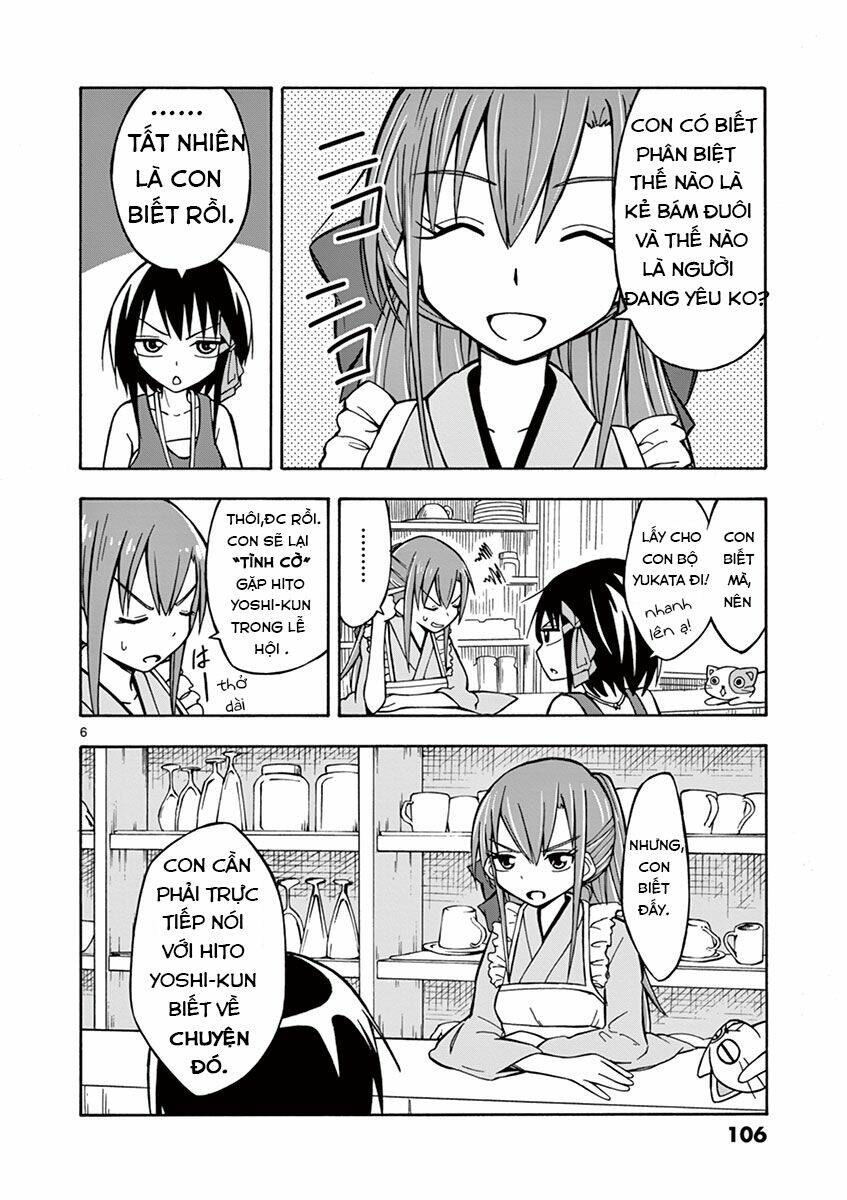 CON CÓ BIẾT
PHÂN BIỆT
THẾ NÀO LÀ
KẺ BÁM ĐUÔI
VÀ THẾ NÀO
LÀ NGƯỜI
ĐANG YÊU KO?
......
TẤT NHIÊN
LÀ CON
BIẾT RỒI.
CON
BIẾT
MÀ,
NÊN
LẤY CHO
CON BỘ
YUKATA ĐI!
nhanh
lên ạ!
.........
THÔI,ĐC RỒI.
CON SẼ LẠI
"TÌNH CỜ"
GẶP HITO
YOSHI-KUN
TRONG LỄ
HỘI .
は
thở
dài
6
NHƯNG,
CON
BIẾT
ĐẤY.
CON CẦN
PHẢI TRỰC
TIẾP NÓI
VỚI HITO
YOSHI-KUN
BIẾT VỀ
CHUYỆN
ĐÓ.
106